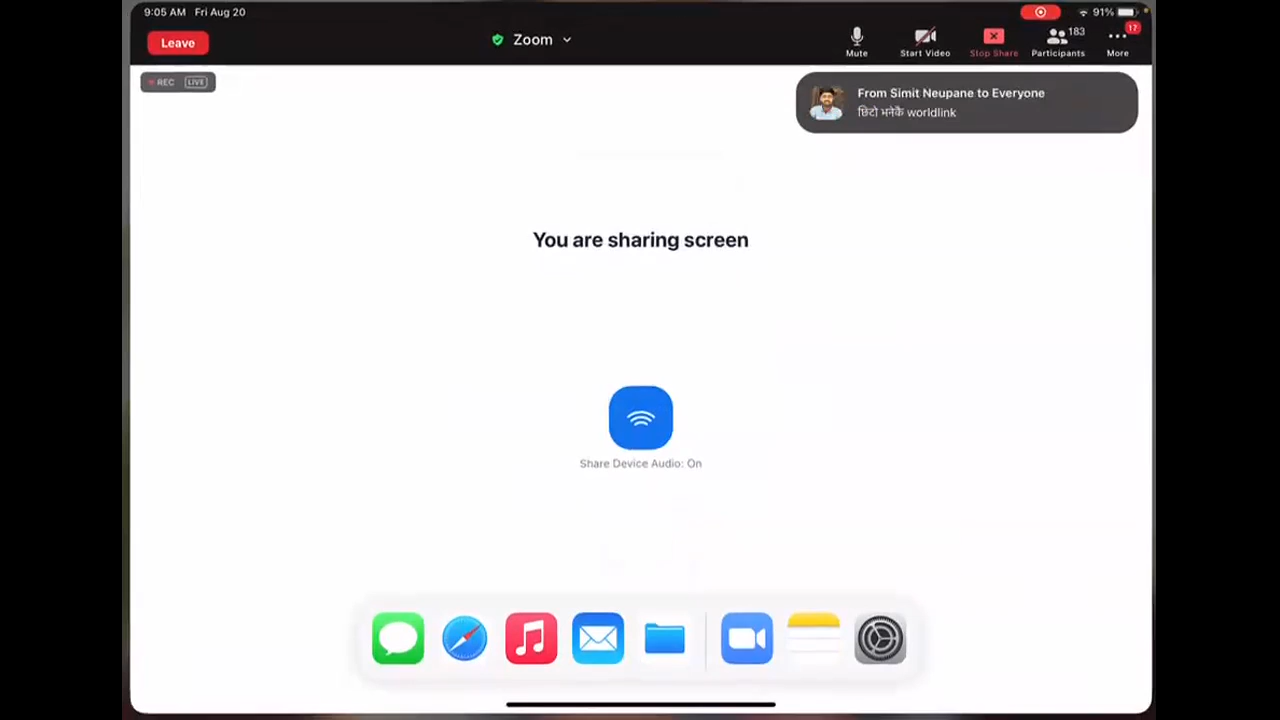 9:05 AM Fri Aug 20
91%
Leave
Zoom
Mute
Start Video
Stop Share
183
Participants
17
More
REC LIVE
From Simit Neupane to Everyone
छिटो भनेकै worldlink
You are sharing screen
Share Device Audio: On